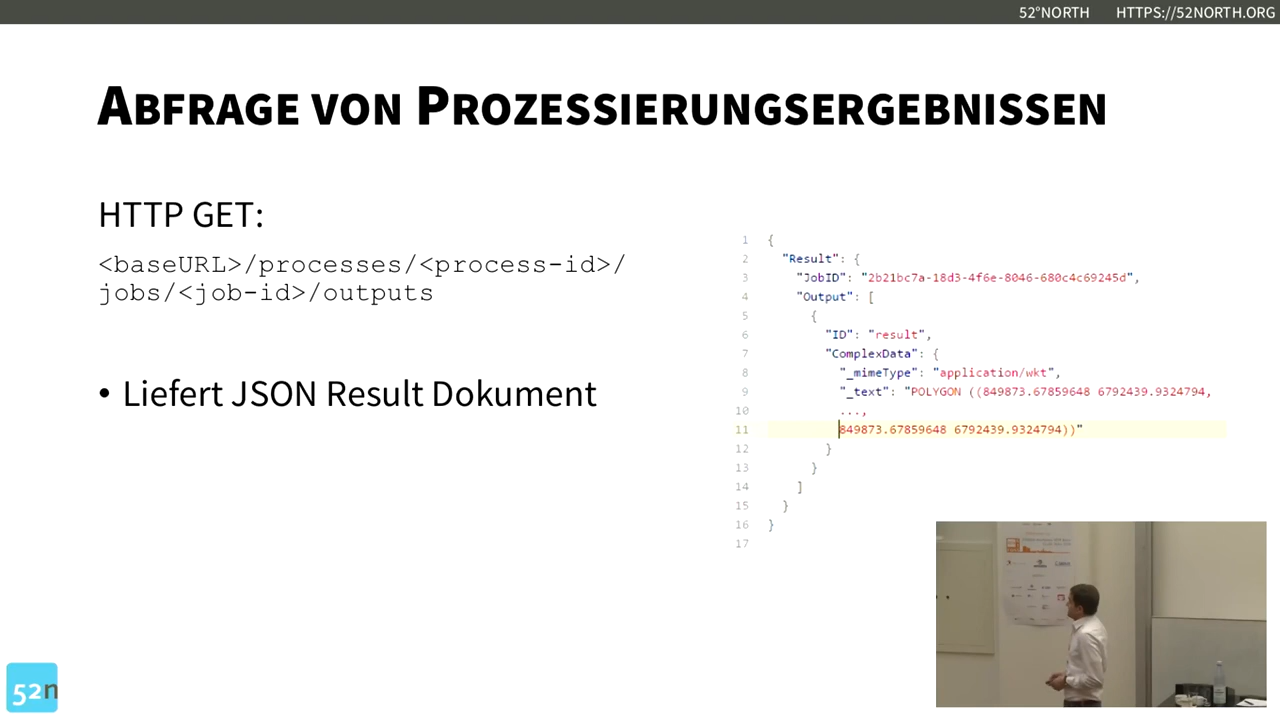 52°NORTH HTTPS://52NORTH.ORG
ABFRAGE VON PROZESSIERUNGSERGEBNISSEN
HTTP GET:
<baseURL>/processes/<process-id>/
jobs/<job-id>/outputs
• Liefert JSON Result Dokument
1 {
2 "Result": {
3 "JobID": "2b21bc7a-18d3-4f6e-8046-680c4c69245d",
4 "Output": [
5 {
6 "ID": "result",
7 "ComplexData": {
8 "_mimeType": "application/wkt",
9 "_text": "POLYGON ((849873.67859648 6792439.9324794,
10 ...,
11 849873.67859648 6792439.9324794))"
12 }
13 }
14 ]
15 }
16 }
17
52n